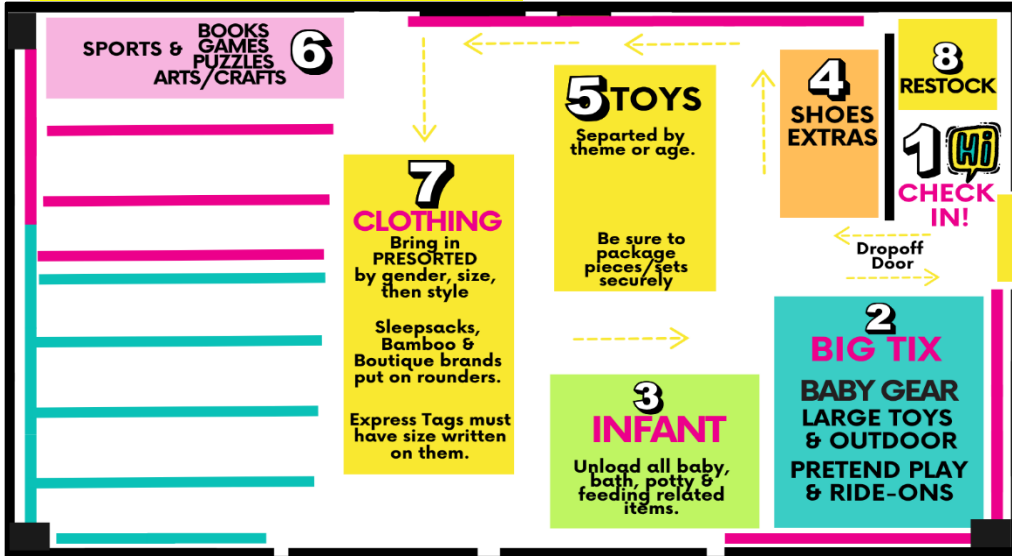 6
SPORTS &
BOOKS
GAMES
PUZZLES
ARTS/CRAFTS
5 TOYS
Separted by
theme or age.
Be sure to
package
pieces/sets
securely
4
SHOES
EXTRAS
8
RESTOCK
1 Hi
CHECK
IN!
Dropoff
Door
7
CLOTHING
Bring in
PRESORTED
by gender, size,
then style
Sleepsacks,
Bamboo &
Boutique brands
put on rounders.
Express Tags must
have size written
on them.
3
INFANT
Unload all baby,
bath, potty &
feeding related
items.
2
BIG TIX
BABY GEAR
LARGE TOYS
& OUTDOOR
PRETEND PLAY
& RIDE-ONS